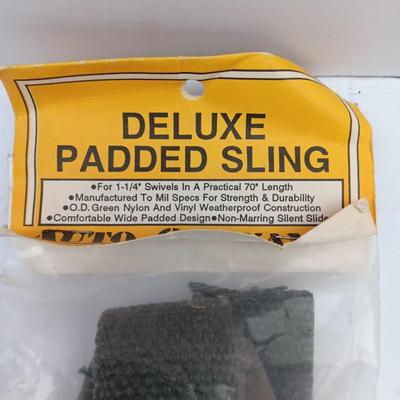 DELUXE
PADDED SLING
●For 1-1/4" Swivels In A Practical 70" Length
●Manufactured To Mil Specs For Strength & Durability
●O.D. Green Nylon And Vinyl Weatherproof Construction
●Comfortable Wide Padded Design●Non-Marring Silent Slide